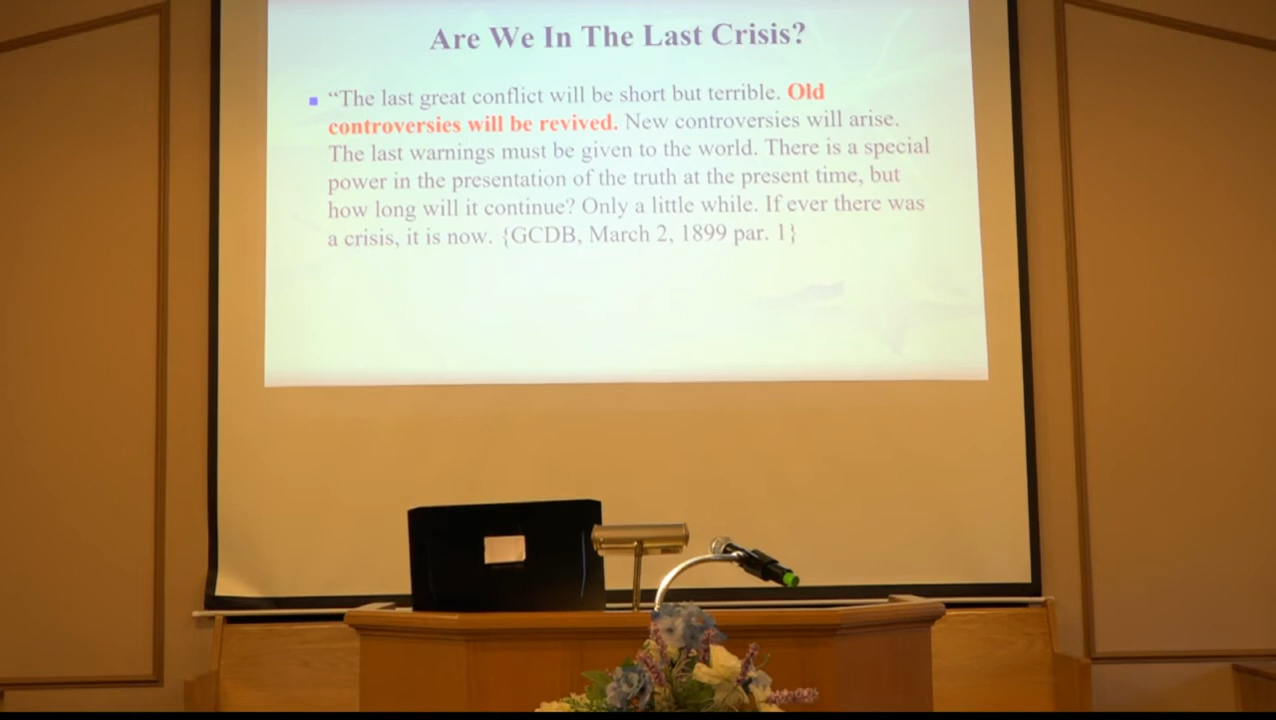 Are We In The Last Crisis?
“The last great conflict will be short but terrible. Old
controversies will be revived. New controversies will arise.
The last warnings must be given to the world. There is a special
power in the presentation of the truth at the present time, but
how long will it continue? Only a little while. If ever there was
a crisis, it is now. {GCDB, March 2, 1899 par. 1}